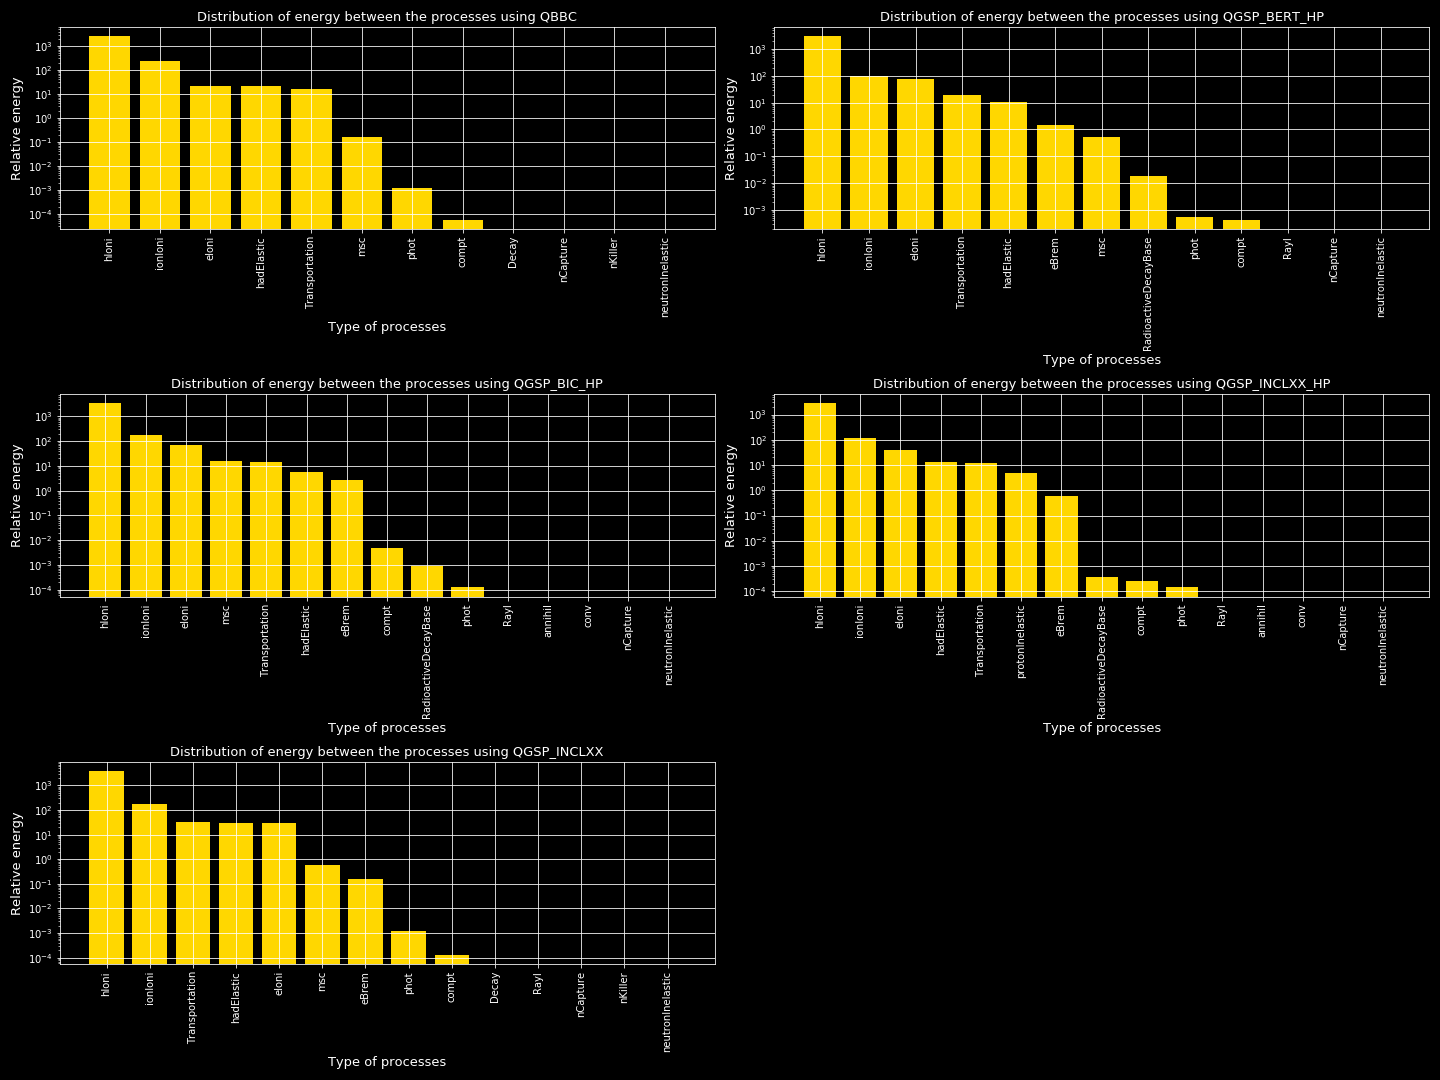 Distribution of energy between the processes using QBBC
Relative energy
10³
10²
10¹
10⁰
10⁻¹
10⁻²
10⁻³
10⁻⁴
hIoni
ionIoni
eIoni
hadElastic
Transportation
msc
phot
compt
Decay
nCapture
nKiller
neutronInelastic
Type of processes
Distribution of energy between the processes using QGSP_BERT_HP
Relative energy
10³
10²
10¹
10⁰
10⁻¹
10⁻²
10⁻³
hIoni
ionIoni
eIoni
Transportation
hadElastic
eBrem
msc
RadioactiveDecayBase
phot
compt
Rayl
nCapture
neutronInelastic
Type of processes
Distribution of energy between the processes using QGSP_BIC_HP
Relative energy
10³
10²
10¹
10⁰
10⁻¹
10⁻²
10⁻³
10⁻⁴
hIoni
ionIoni
eIoni
msc
Transportation
hadElastic
eBrem
compt
RadioactiveDecayBase
phot
Rayl
annihil
conv
nCapture
neutronInelastic
Type of processes
Distribution of energy between the processes using QGSP_INCLXX_HP
Relative energy
10³
10²
10¹
10⁰
10⁻¹
10⁻²
10⁻³
10⁻⁴
hIoni
ionIoni
eIoni
hadElastic
Transportation
protonInelastic
eBrem
RadioactiveDecayBase
compt
phot
Rayl
annihil
conv
nCapture
neutronInelastic
Type of processes
Distribution of energy between the processes using QGSP_INCLXX
Relative energy
10³
10²
10¹
10⁰
10⁻¹
10⁻²
10⁻³
10⁻⁴
hIoni
ionIoni
Transportation
hadElastic
eIoni
msc
eBrem
phot
compt
Decay
Rayl
nCapture
nKiller
neutronInelastic
Type of processes